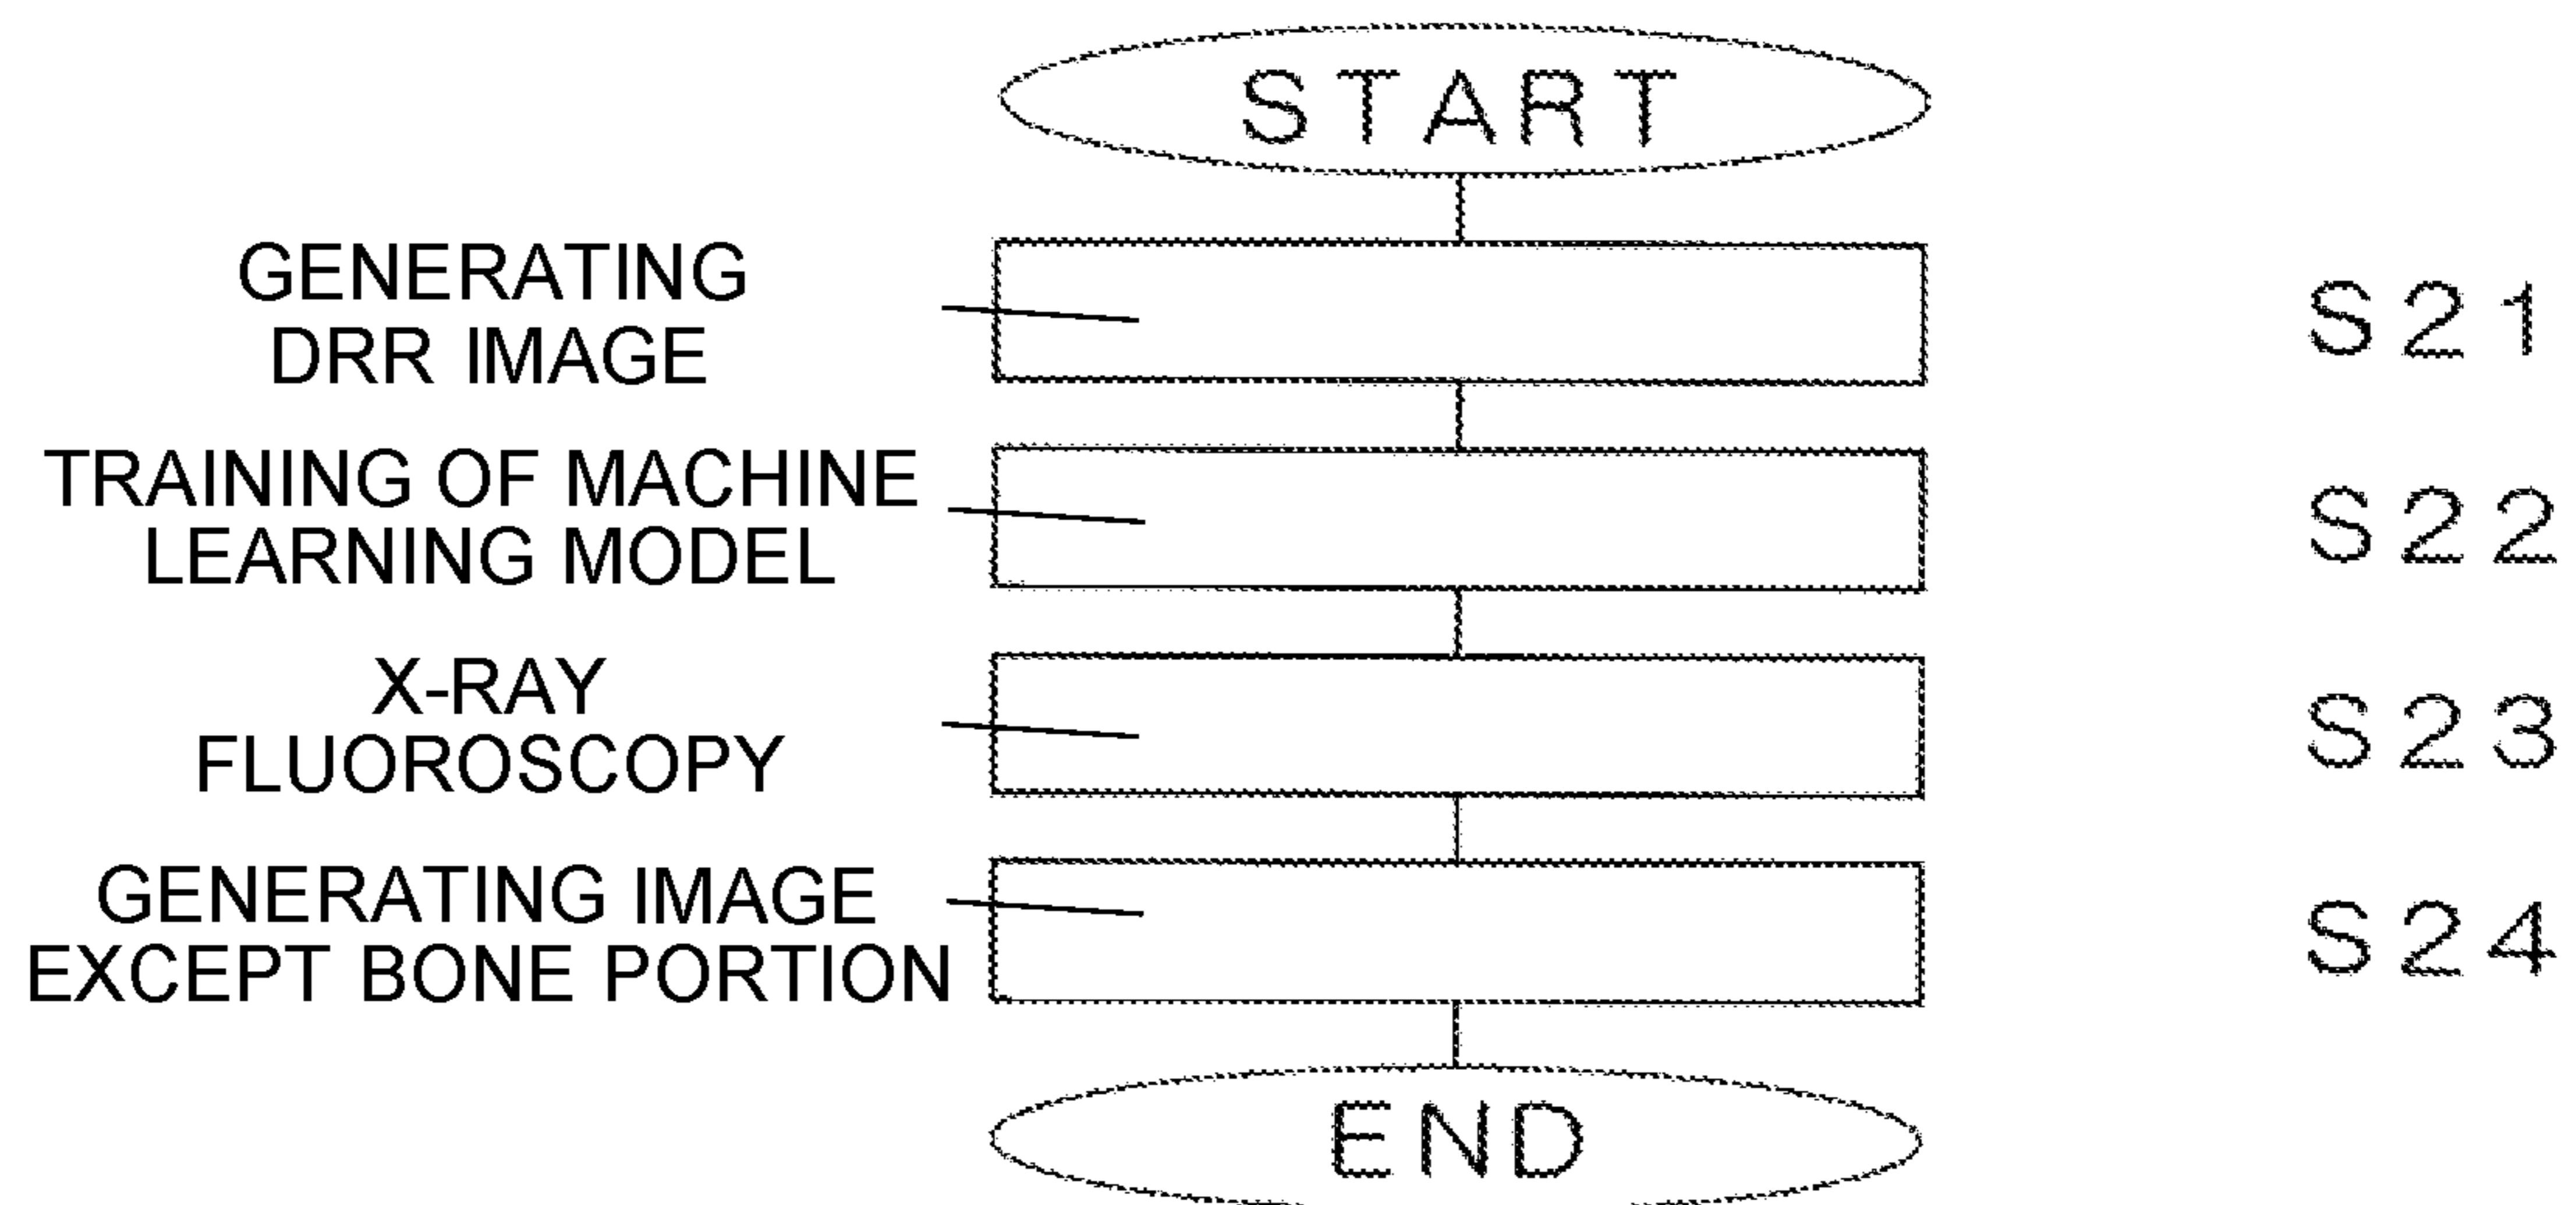 START
GENERATING
DRR IMAGE
S21
TRAINING OF MACHINE
LEARNING MODEL
S22
X-RAY
FLUOROSCOPY
S23
GENERATING IMAGE
EXCEPT BONE PORTION
S24
END